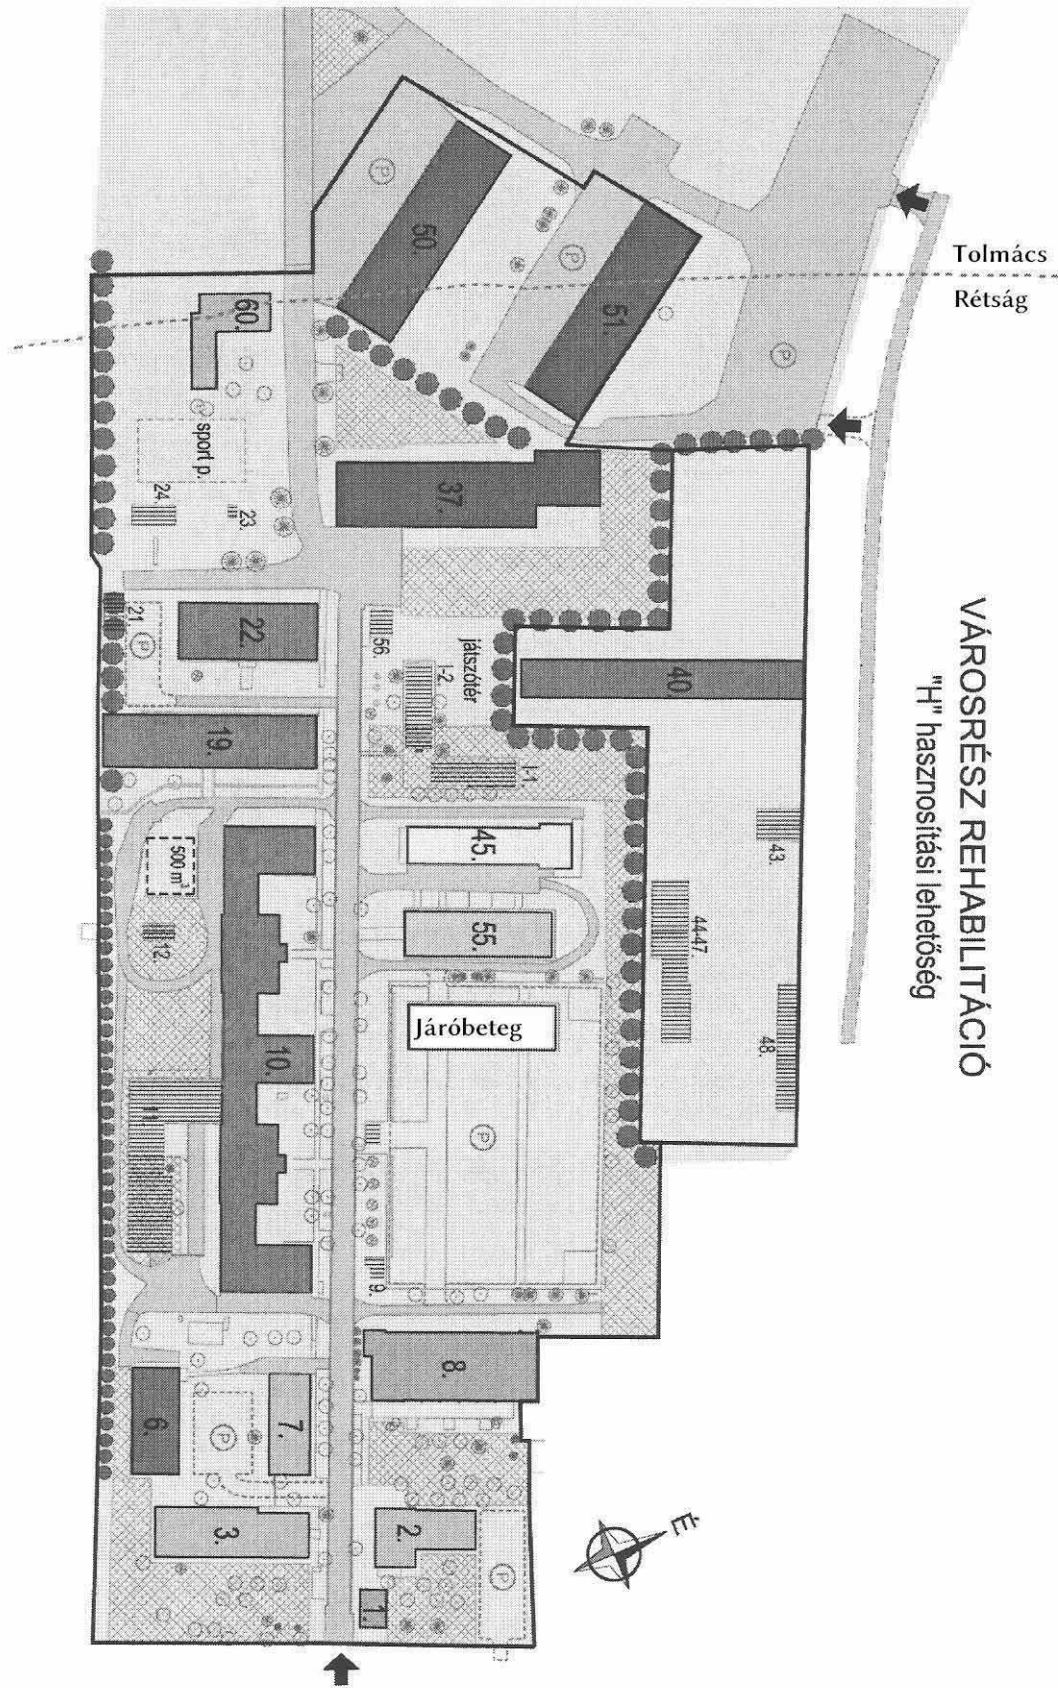 VÁROSRÉSZ REHABILITÁCIÓ
"H" hasznosítási lehetőség
Tolmács
Rétság
P
50.
P
51.
P
60.
sport p.
24.
23.
37.
21.
P
22.
56.
I-2.
játszótér
40
19.
I-1.
500 m³
45.
43.
12.
55.
44-47.
Járóbeteg
48.
10.
11.
P
9.
8.
6.
P
7.
3.
2.
P
1.
É